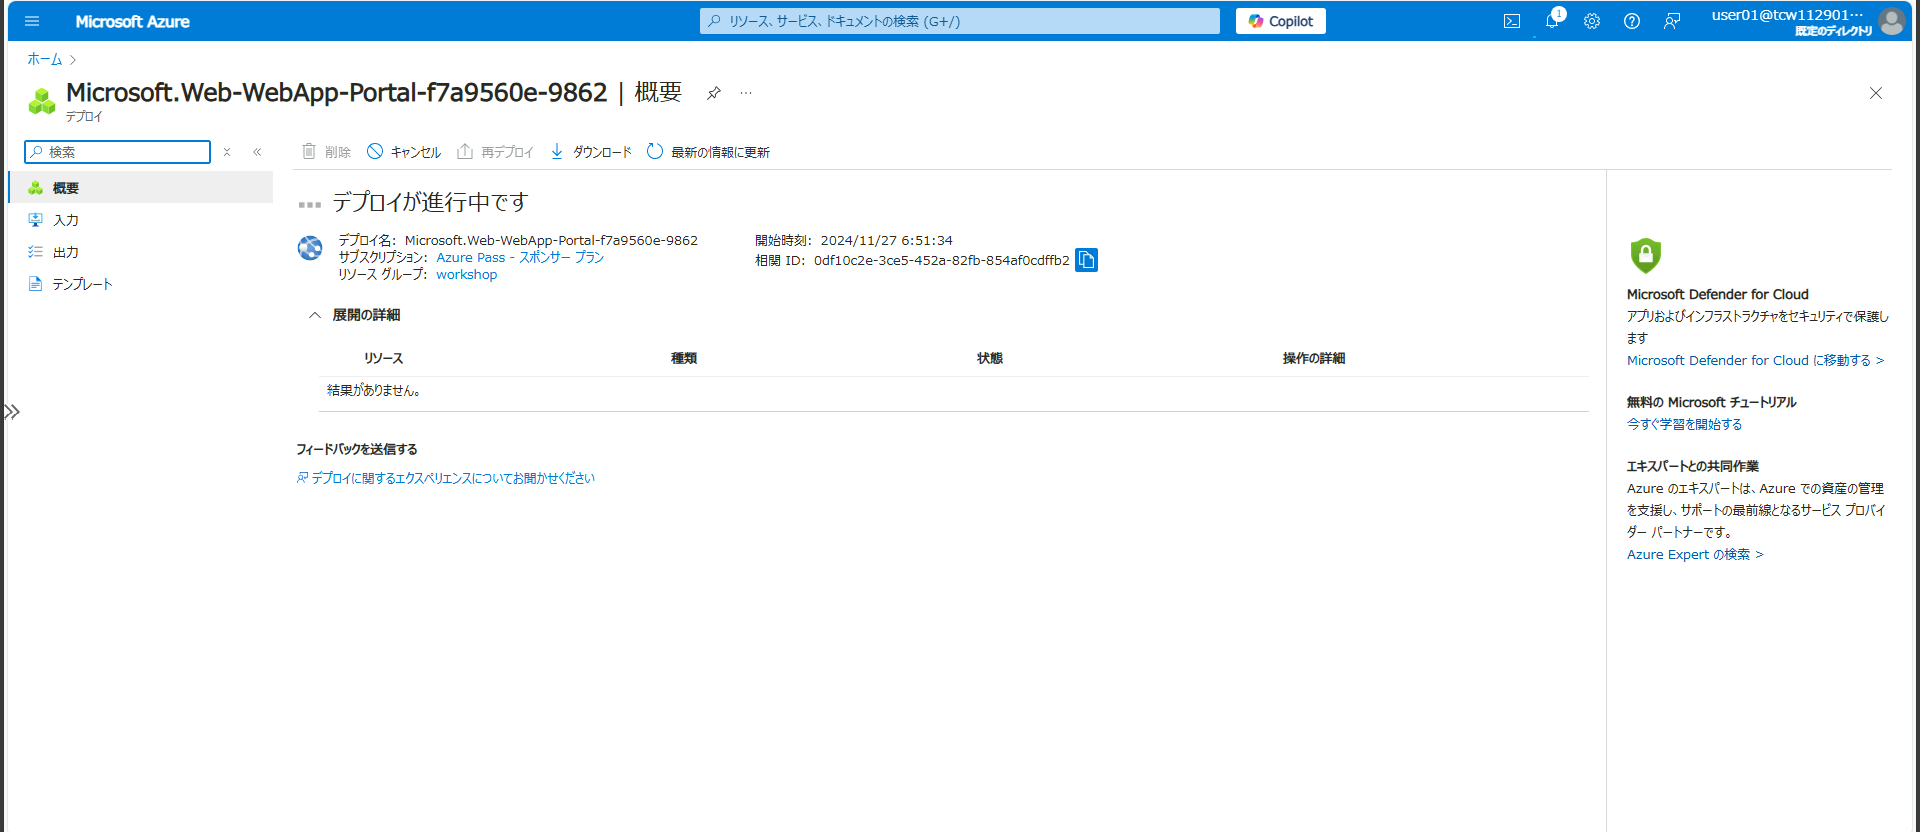 Microsoft Azure
リソース、サービス、ドキュメントの検索 (G+/)
Copilot
1
user01@tcw112901…
既定のディレクトリ
ホーム
Microsoft.Web-WebApp-Portal-f7a9560e-9862 | 概要
デプロイ
検索
削除
キャンセル
再デプロイ
ダウンロード
最新の情報に更新
概要
入力
出力
テンプレート
デプロイが進行中です
デプロイ名: Microsoft.Web-WebApp-Portal-f7a9560e-9862
サブスクリプション: Azure Pass - スポンサー プラン
リソース グループ: workshop
開始時刻: 2024/11/27 6:51:34
相関 ID: 0df10c2e-3ce5-452a-82fb-854af0cdffb2
展開の詳細
リソース 種類 状態 操作の詳細
結果がありません。
フィードバックを送信する
デプロイに関するエクスペリエンスについてお聞かせください
Microsoft Defender for Cloud
アプリおよびインフラストラクチャをセキュリティで保護し
ます
Microsoft Defender for Cloud に移動する >
無料の Microsoft チュートリアル
今すぐ学習を開始する
エキスパートとの共同作業
Azure のエキスパートは、Azure での資産の管理
を支援し、サポートの最前線となるサービス プロバイ
ダー パートナーです。
Azure Expert の検索 >